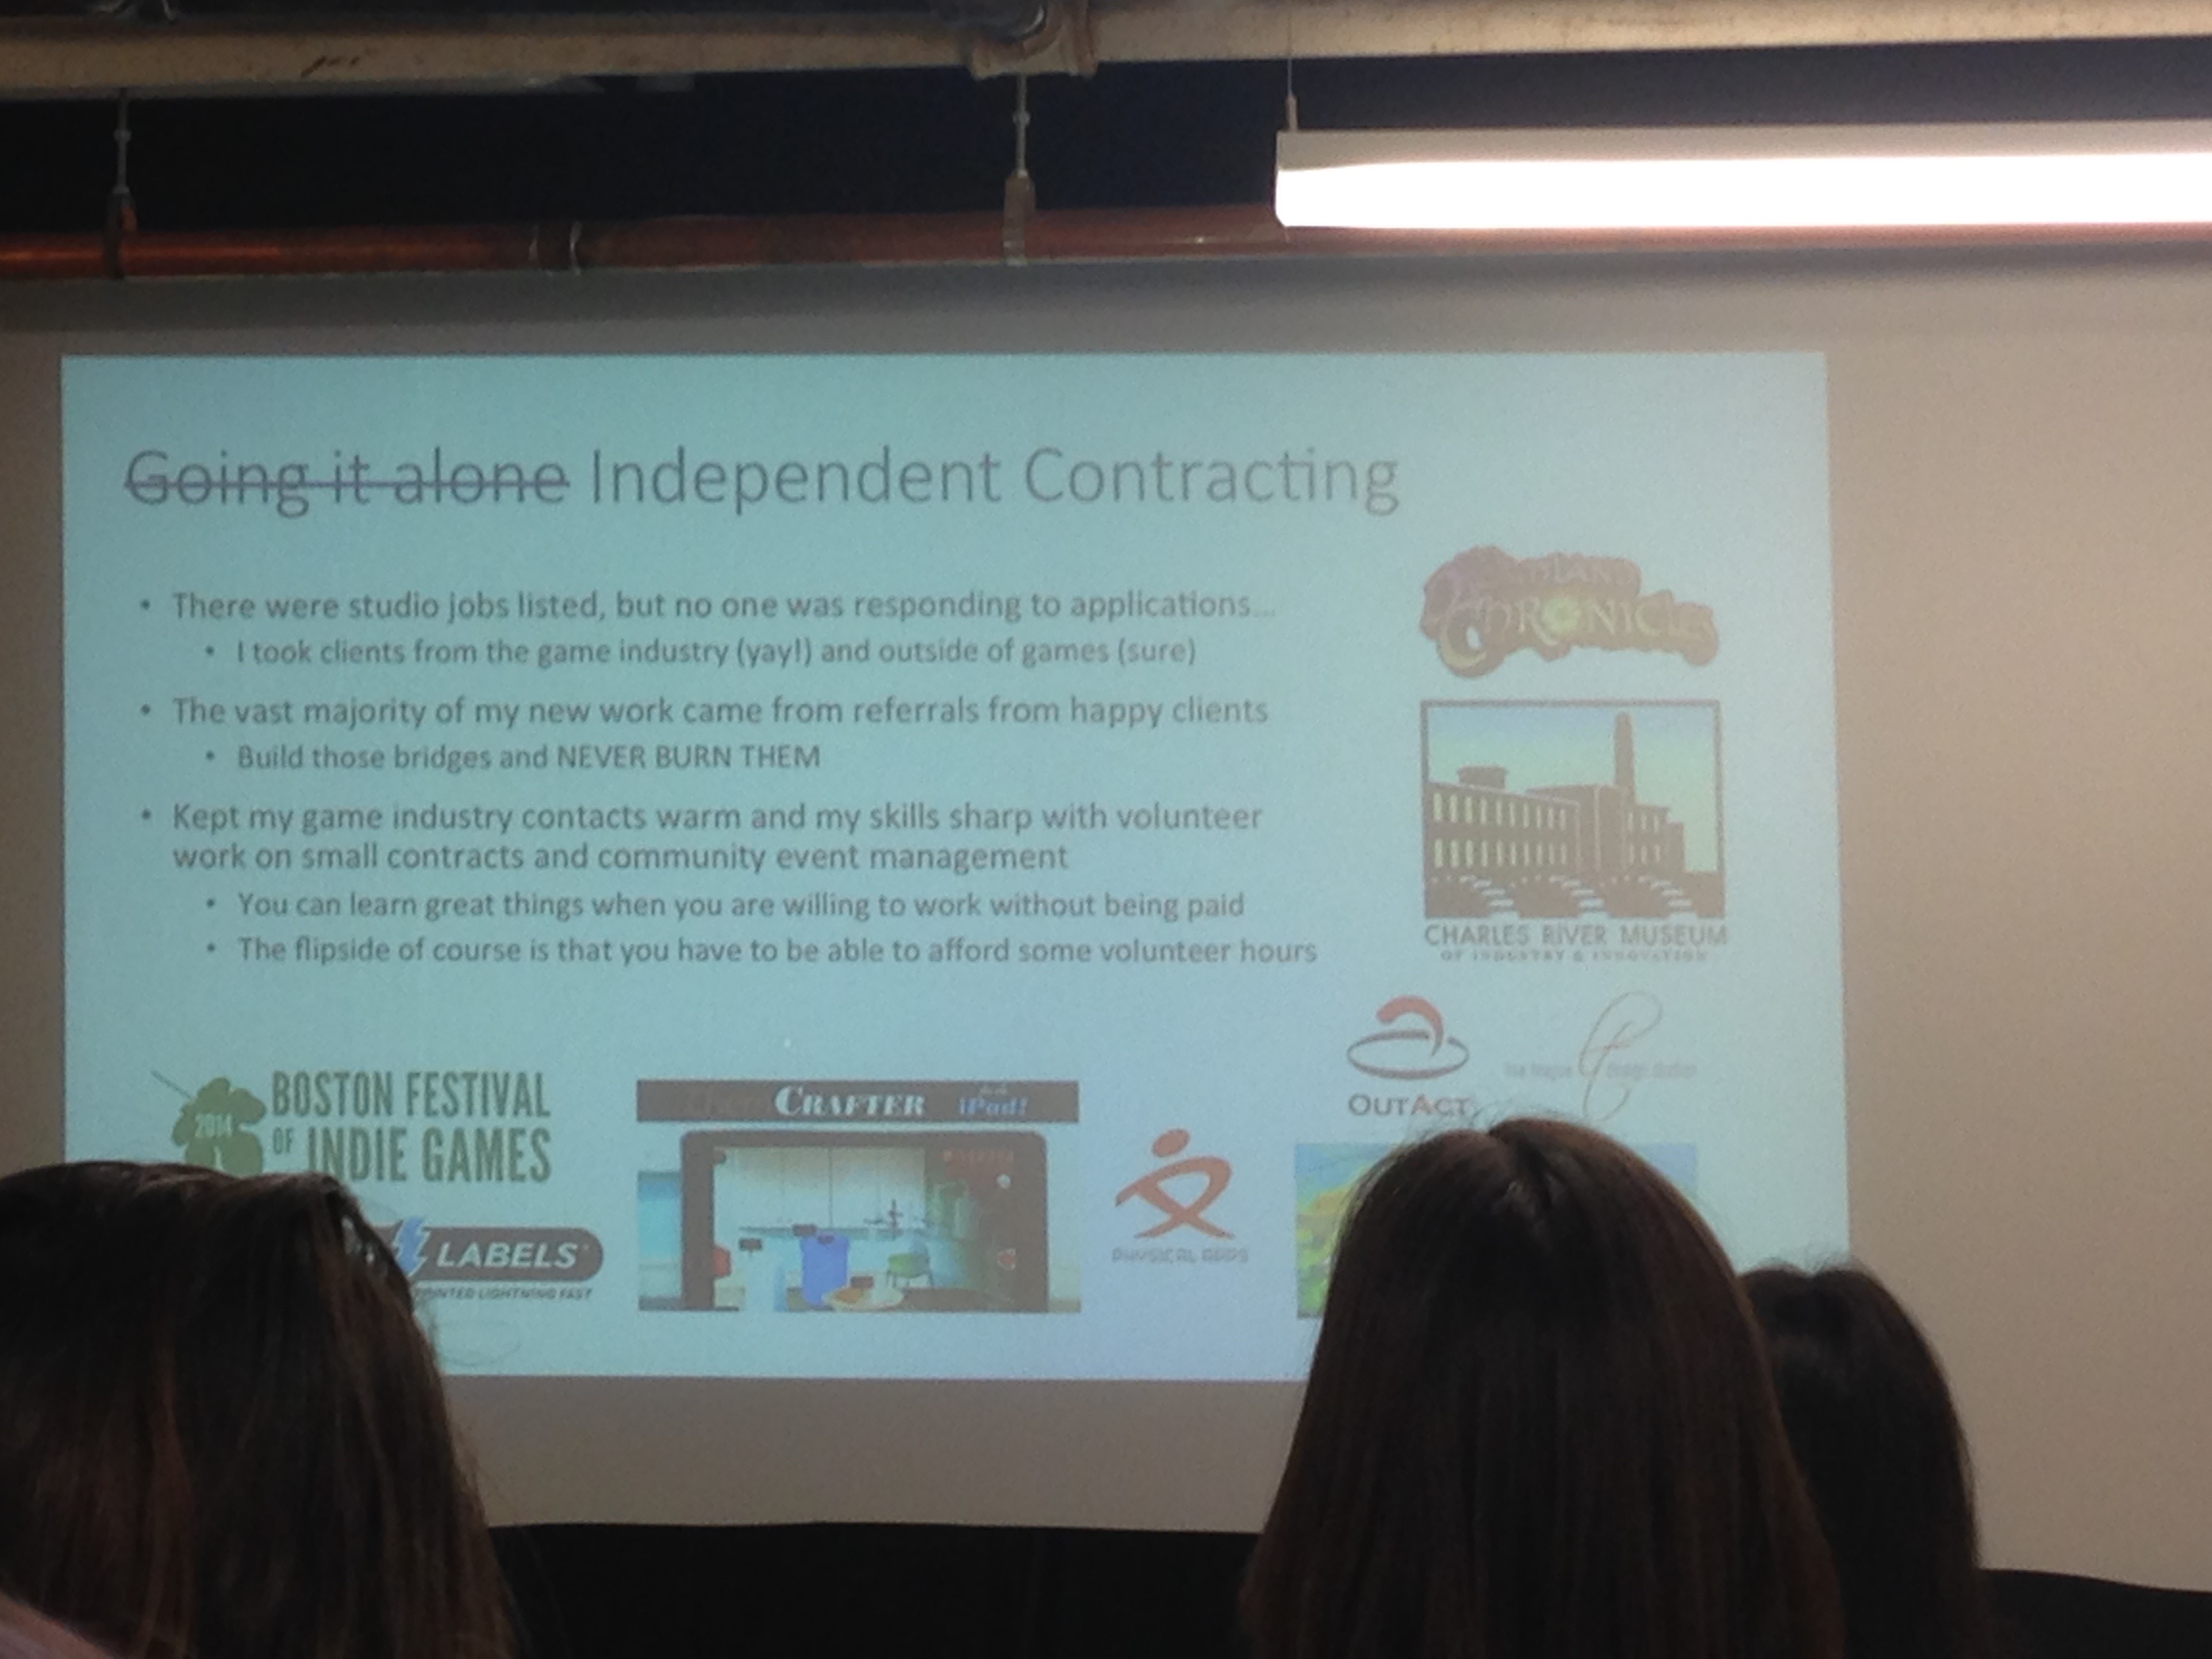 Going it alone Independent Contracting
• There were studio jobs listed, but no one was responding to applications...
• I took clients from the game industry (yay!) and outside of games (sure)
• The vast majority of my new work came from referrals from happy clients
• Build those bridges and NEVER BURN THEM
• Kept my game industry contacts warm and my skills sharp with volunteer
work on small contracts and community event management
• You can learn great things when you are willing to work without being paid
• The flipside of course is that you have to be able to afford some volunteer hours
CHRONICLES
CHARLES RIVER MUSEUM
OF INDUSTRY & INNOVATION
OUTACT
design studios
2014
BOSTON FESTIVAL
OF INDIE GAMES
LABELS
LIGHTNING FAST
CRAFTER iPad!
PHYSICAL APPS